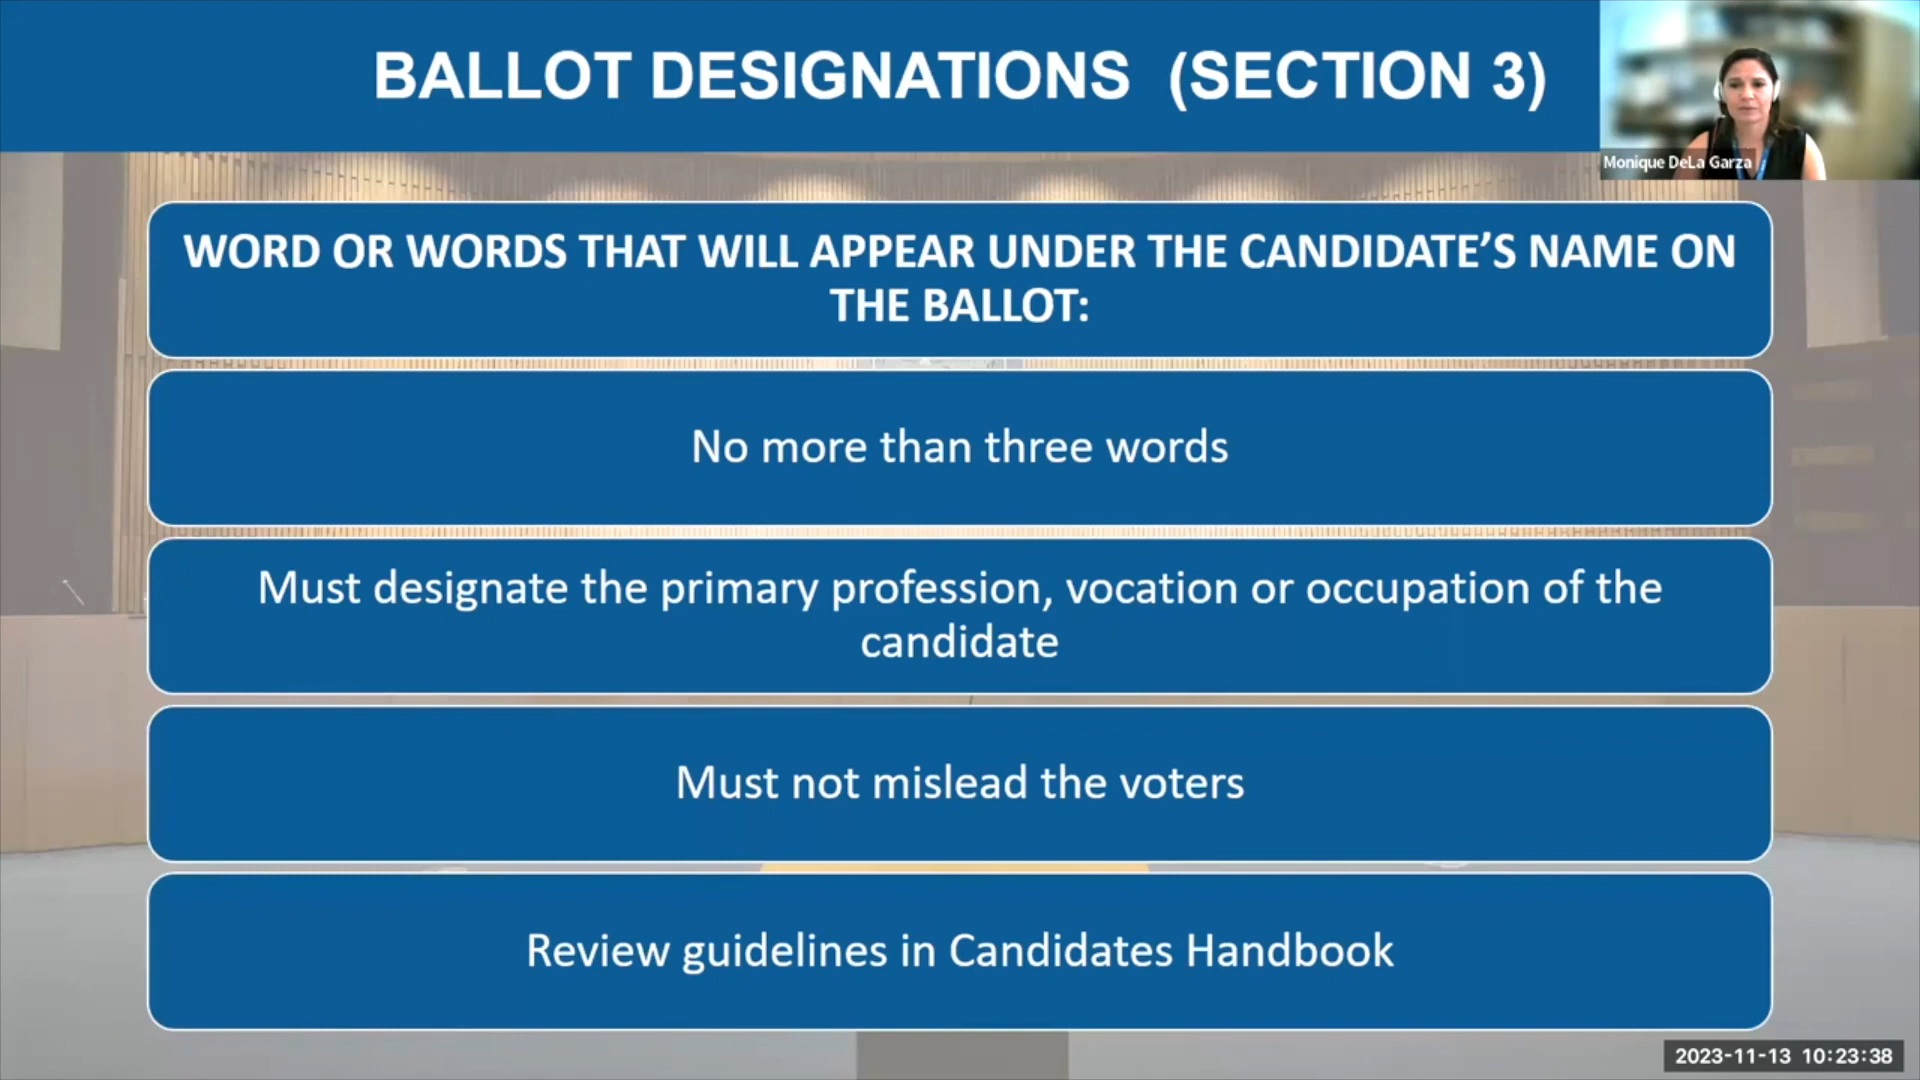 BALLOT DESIGNATIONS (SECTION 3)
Monique DeLa Garza
WORD OR WORDS THAT WILL APPEAR UNDER THE CANDIDATE’S NAME ON
THE BALLOT:
No more than three words
Must designate the primary profession, vocation or occupation of the
candidate
Must not mislead the voters
Review guidelines in Candidates Handbook
2023-11-13 10:23:38